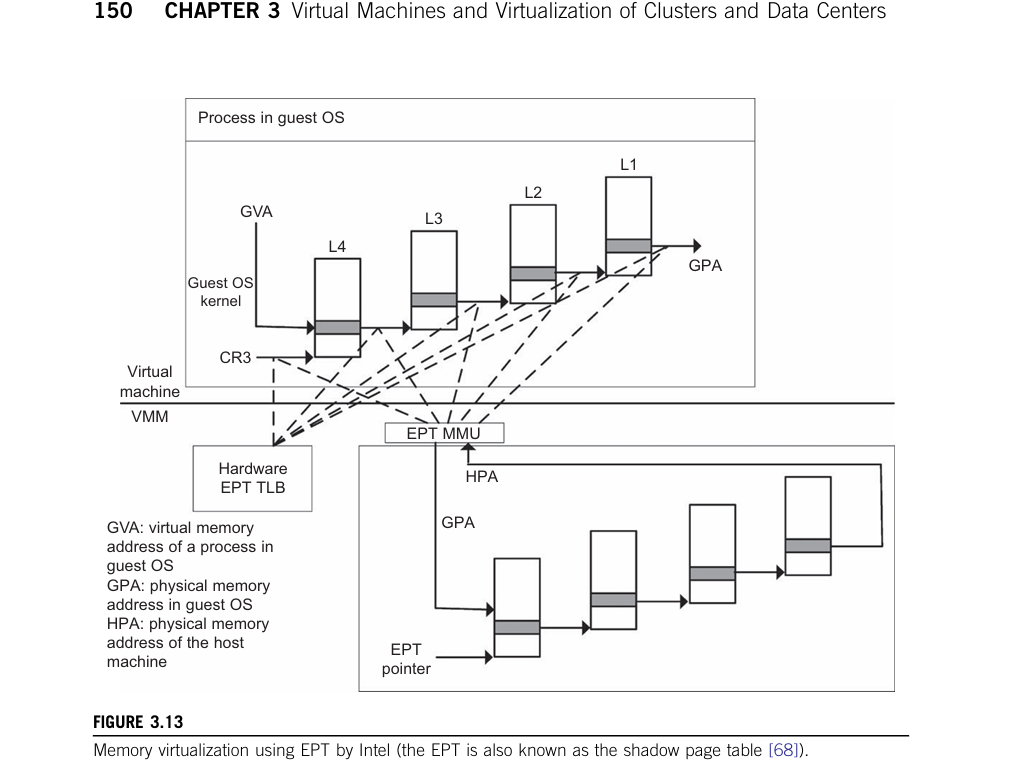 150 CHAPTER 3 Virtual Machines and Virtualization of Clusters and Data Centers
Process in guest OS
L1
L2
L3
L4
GVA
GPA
Guest OS
kernel
CR3
Virtual
machine
VMM
EPT MMU
Hardware
EPT TLB
HPA
GPA
EPT
pointer
GVA: virtual memory
address of a process in
guest OS
GPA: physical memory
address in guest OS
HPA: physical memory
address of the host
machine
FIGURE 3.13
Memory virtualization using EPT by Intel (the EPT is also known as the shadow page table [68]).